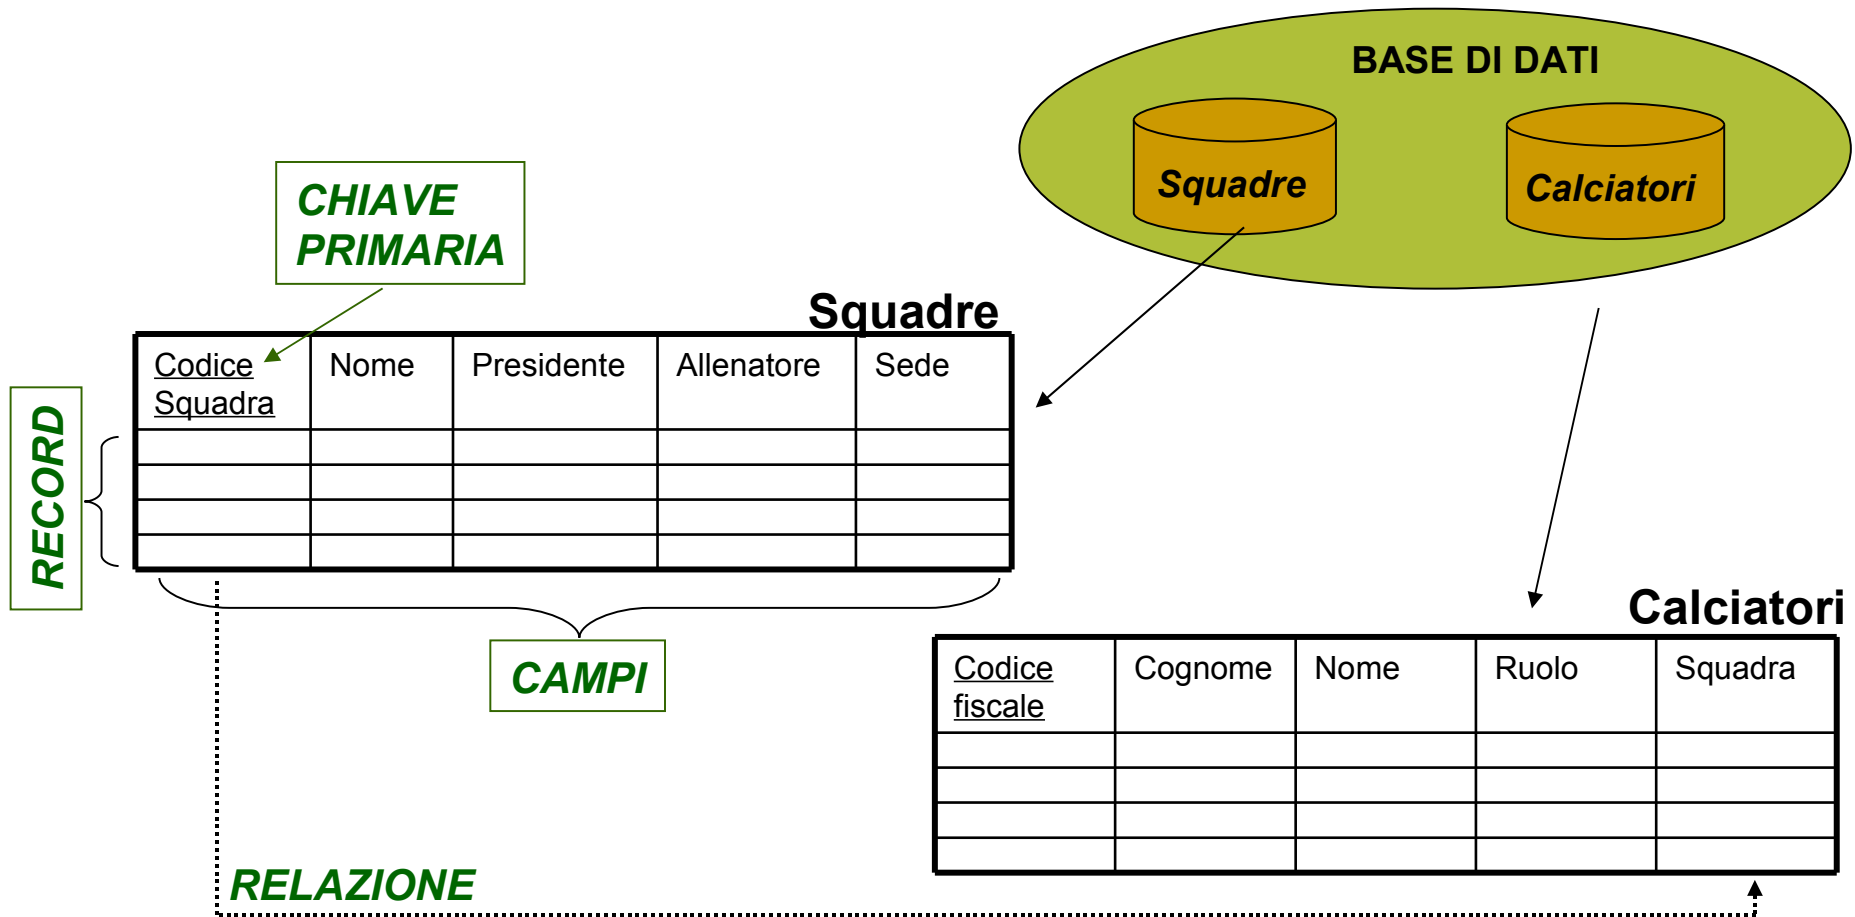 BASE DI DATI
Squadre
Calciatori
CHIAVE
PRIMARIA
Squadre
Codice
Squadra
Nome
Presidente
Allenatore
Sede
RECORD
CAMPI
Calciatori
Codice
fiscale
Cognome
Nome
Ruolo
Squadra
RELAZIONE